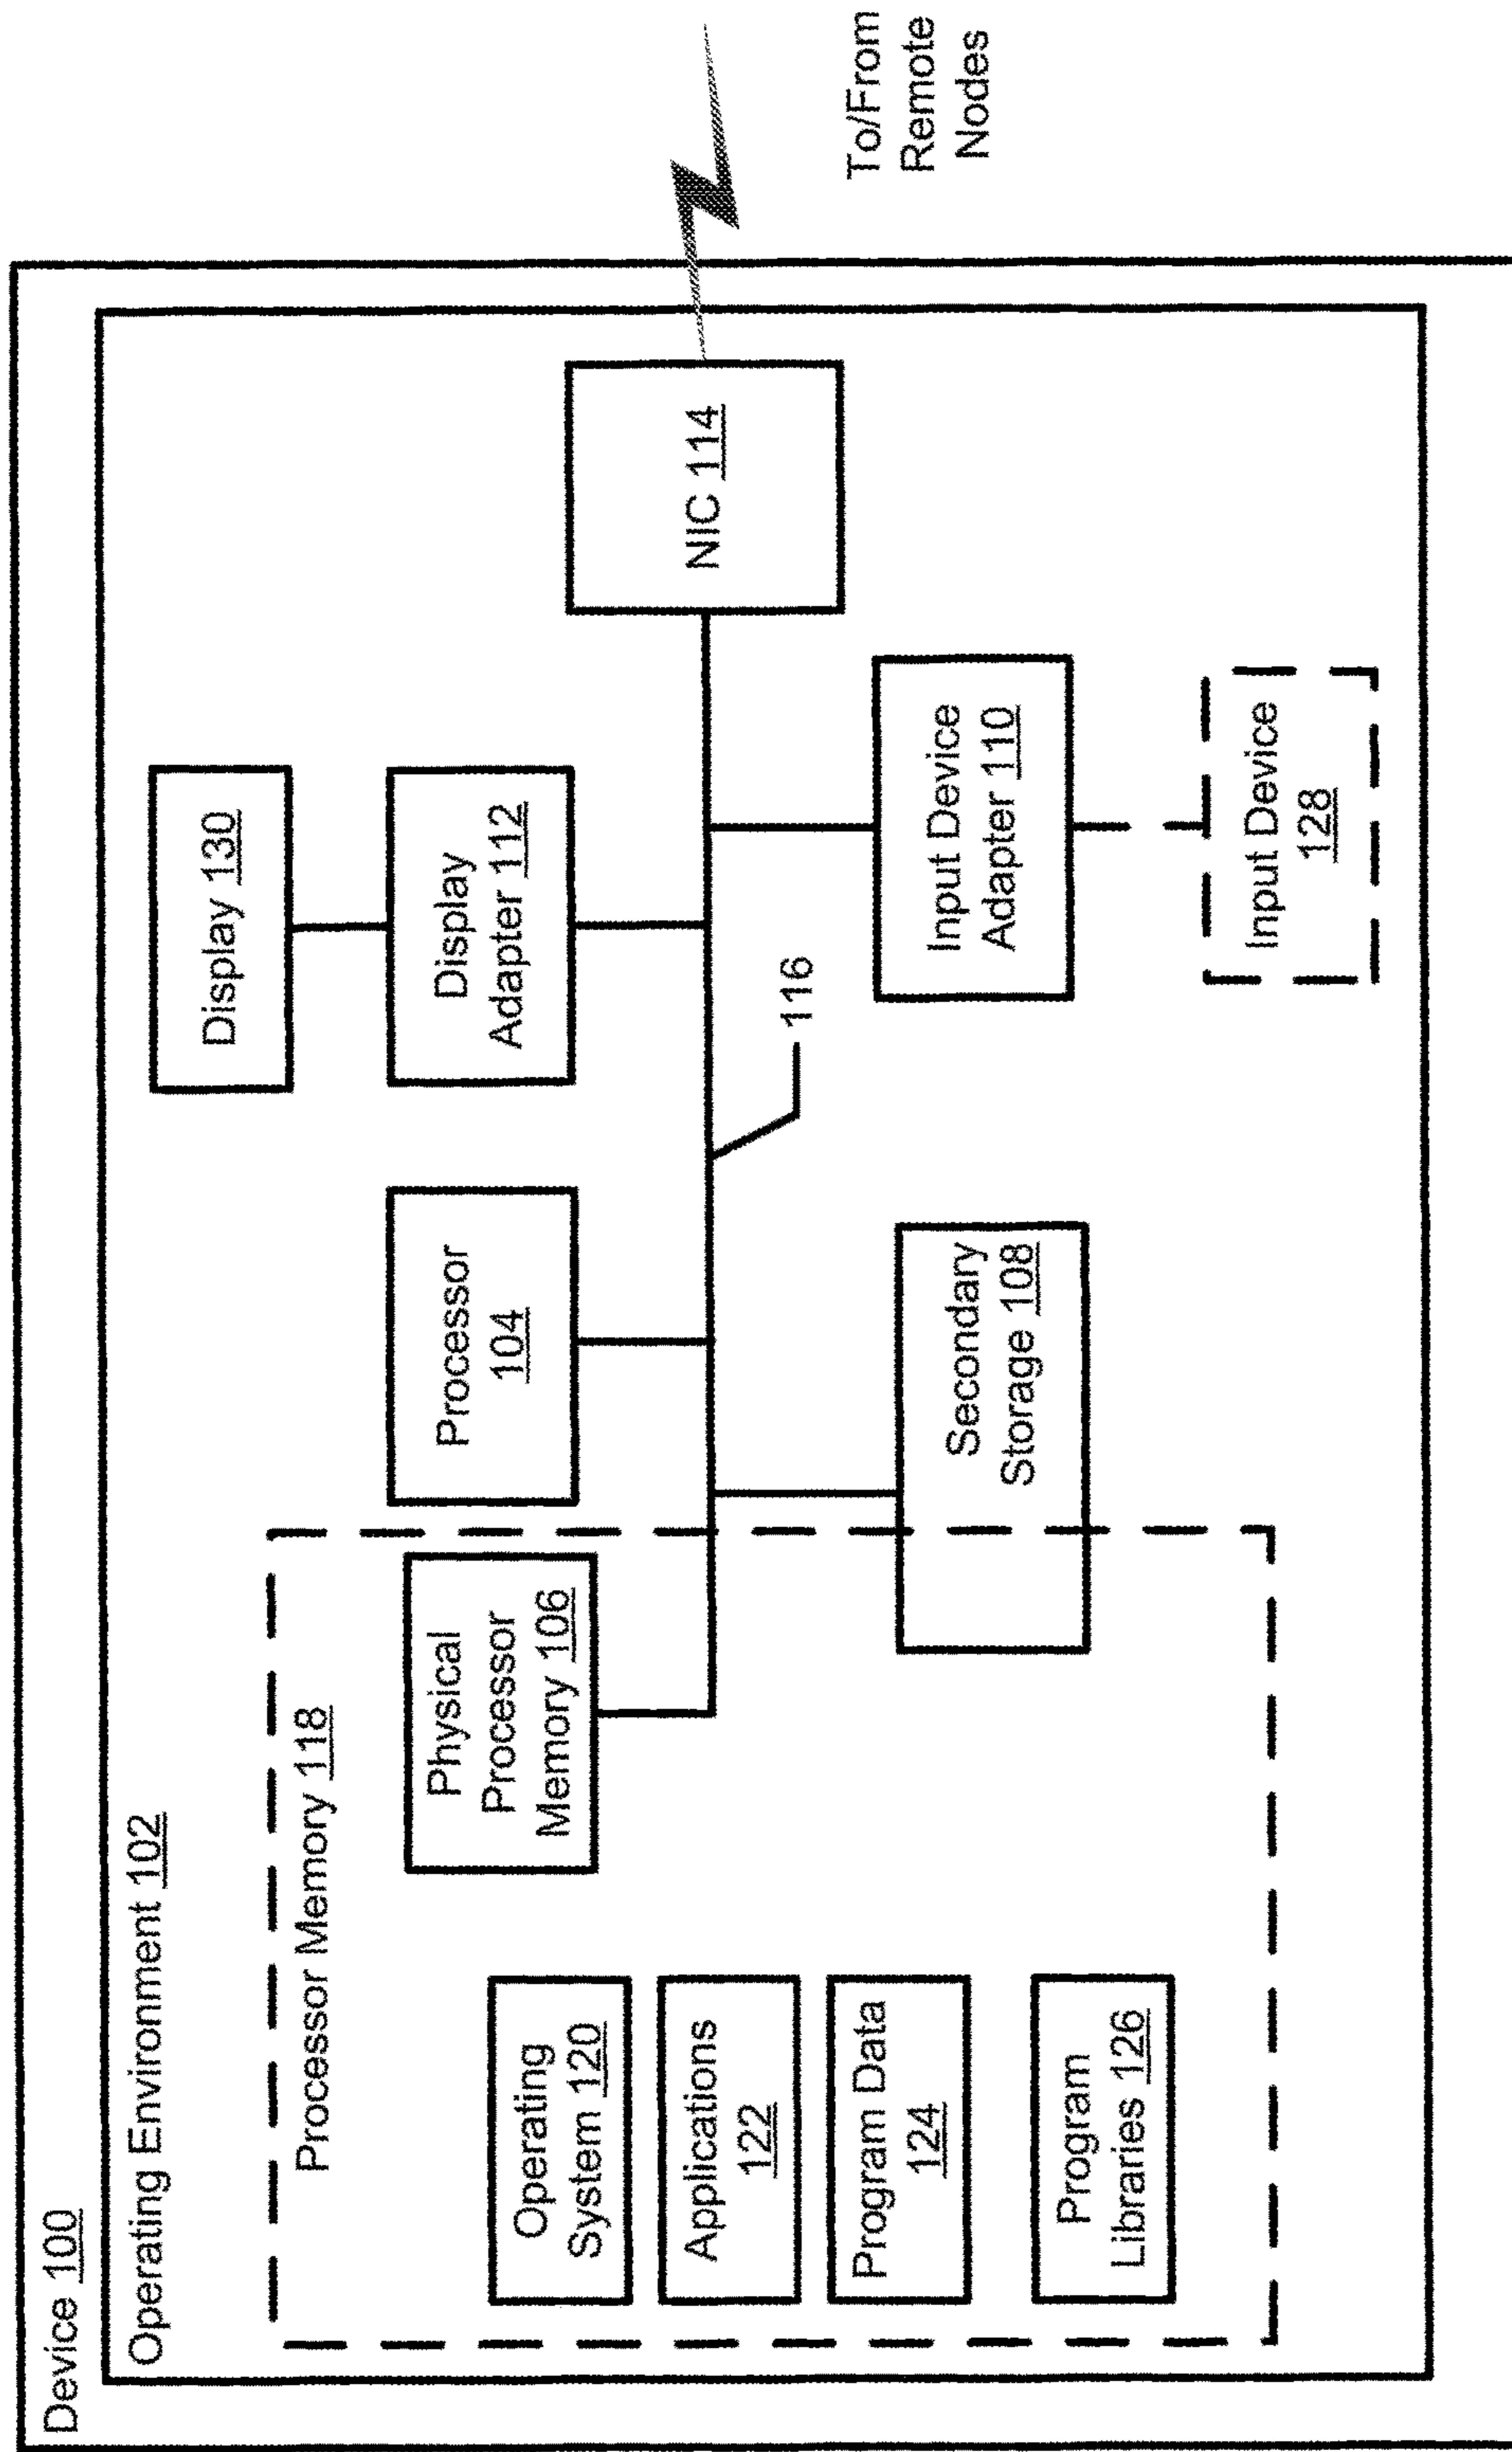 Device 100
Operating Environment 102
Processor Memory 118
Operating
System 120
Applications
122
Program Data
124
Program
Libraries 126
Physical
Processor
Memory 106
Processor
104
Secondary
Storage 108
116
Display 130
Display
Adapter 112
Input Device
Adapter 110
Input Device
128
NIC 114
To/From
Remote
Nodes